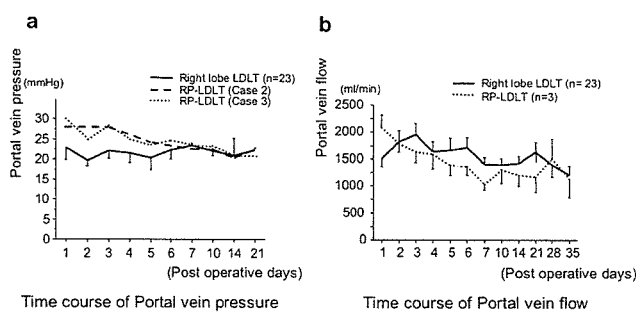 a
Portal vein pressure
(mmHg)
Right lobe LDLT (n=23)
RP-LDLT (Case 2)
RP-LDLT (Case 3)
30
25
20
15
10
5
0
1 2 3 4 5 6 7 10 14 21
(Post operative days)
Time course of Portal vein pressure
b
Portal vein flow
(ml/min)
Right lobe LDLT (n= 23)
RP-LDLT (n=3)
2500
2000
1500
1000
500
0
1 2 3 4 5 6 7 10 14 21 28 35
(Post operative days)
Time course of Portal vein flow